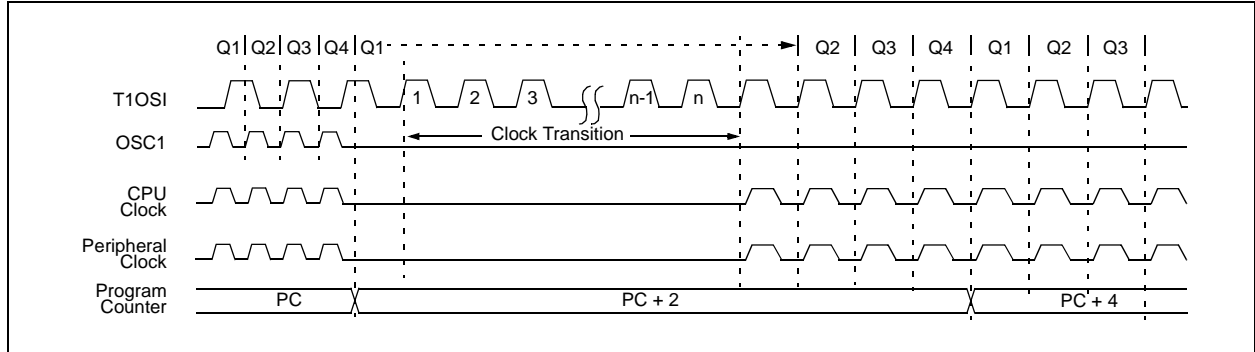 Q1 Q2 Q3 Q4 Q1 Q2 Q3 Q4 Q1 Q2 Q3
T1OSI 1 2 3 n-1 n
Clock Transition
OSC1
CPU
Clock
Peripheral
Clock
Program
Counter
PC PC + 2 PC + 4